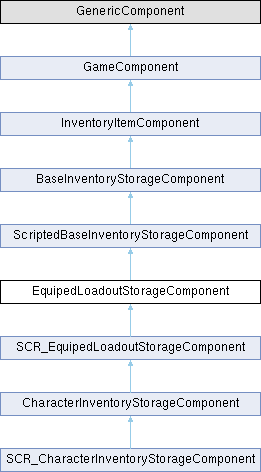 GenericComponent
GameComponent
InventoryItemComponent
BaseInventoryStorageComponent
ScriptedBaseInventoryStorageComponent
EquipedLoadoutStorageComponent
SCR_EquipedLoadoutStorageComponent
CharacterInventoryStorageComponent
SCR_CharacterInventoryStorageComponent